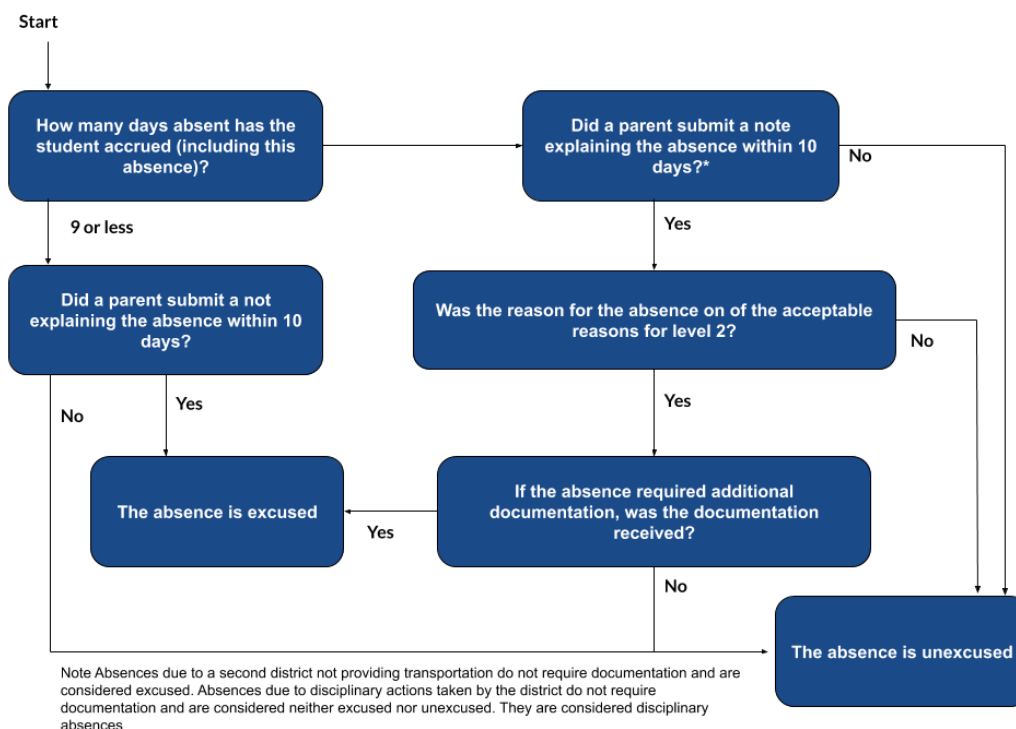 Start
How many days absent has the
student accrued (including this
absence)?
Did a parent submit a note
explaining the absence within 10
days?*
No
9 or less
Yes
Did a parent submit a not
explaining the absence within 10
days?
Was the reason for the absence on of the acceptable
reasons for level 2?
No
No
Yes
Yes
The absence is excused
If the absence required additional
documentation, was the documentation
received?
Yes
No
The absence is unexcused
Note Absences due to a second district not providing transportation do not require documentation and are
considered excused. Absences due to disciplinary actions taken by the district do not require
documentation and are considered neither excused nor unexcused. They are considered disciplinary
absences